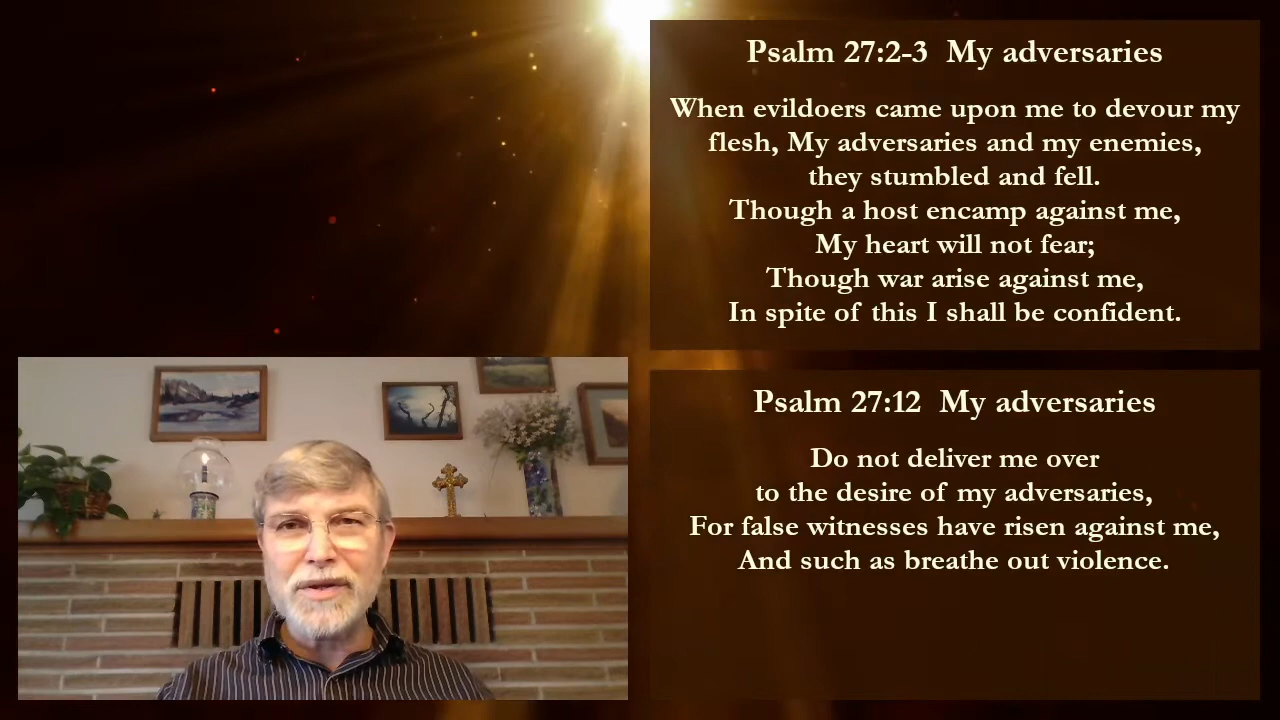 Psalm 27:2-3  My adversaries
When evildoers came upon me to devour my
flesh, My adversaries and my enemies,
they stumbled and fell.
Though a host encamp against me,
My heart will not fear;
Though war arise against me,
In spite of this I shall be confident.
Psalm 27:12  My adversaries
Do not deliver me over
to the desire of my adversaries,
For false witnesses have risen against me,
And such as breathe out violence.